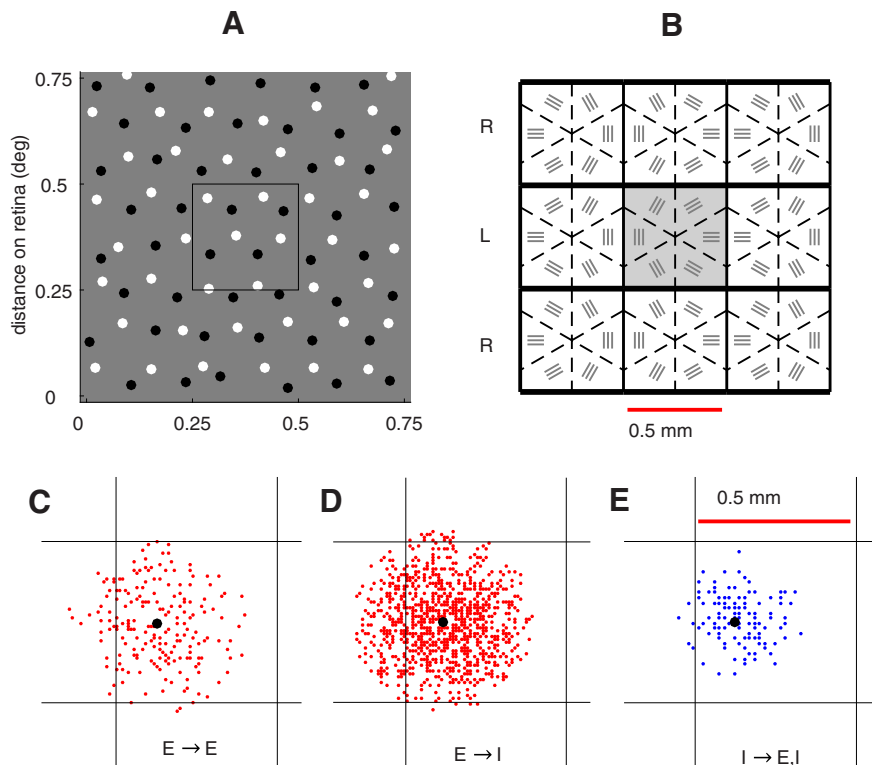 A
B
distance on retina (deg)
0.75
0.5
0.25
0
0
0.25
0.5
0.75
R
L
R
0.5 mm
C
D
E
0.5 mm
E → E
E → I
I → E,I